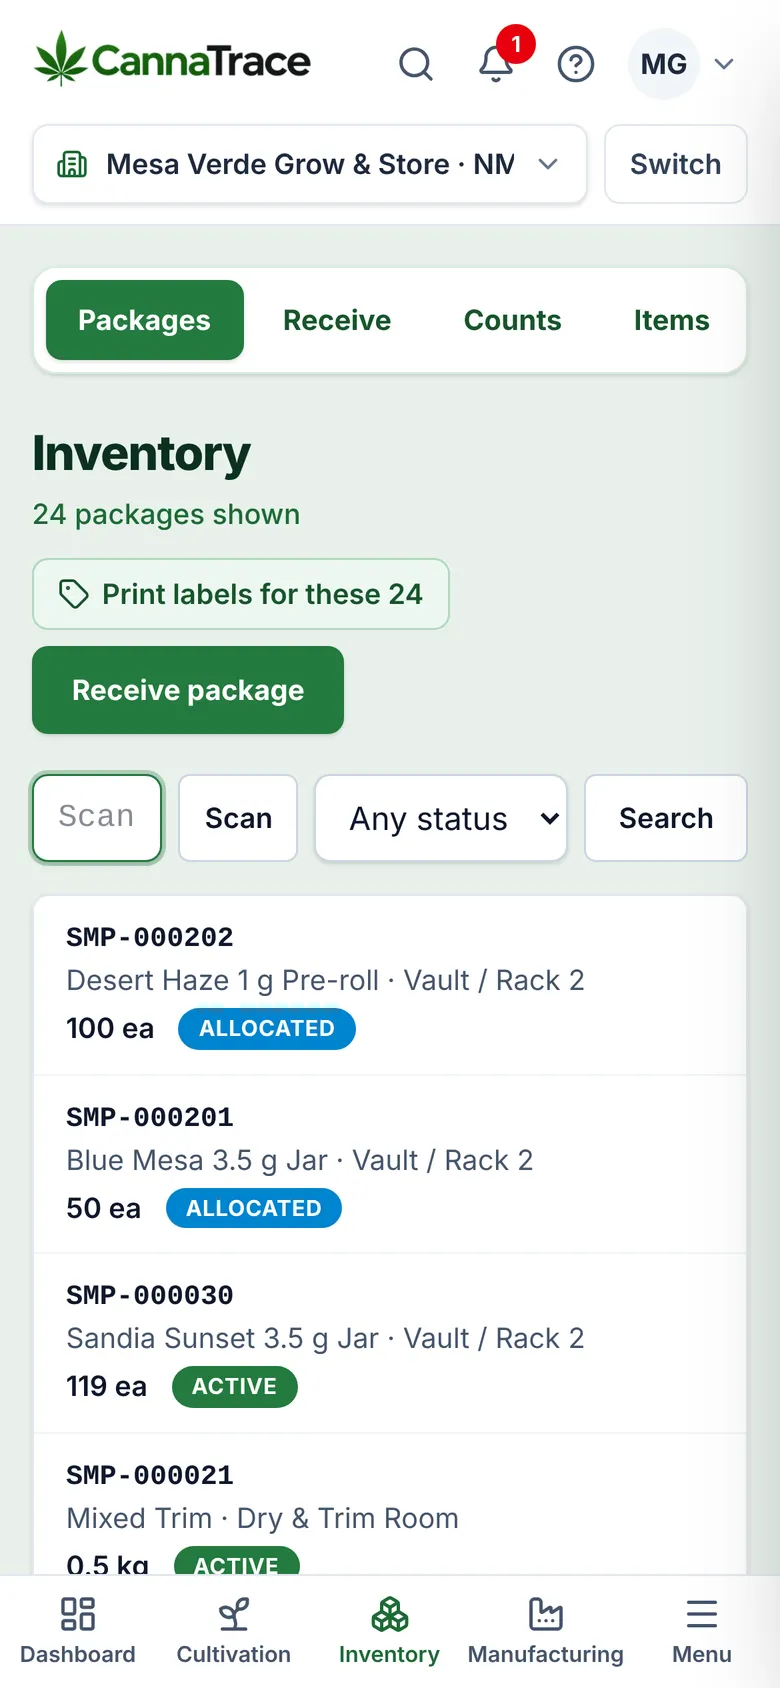 CannaTrace
1
MG
Mesa Verde Grow & Store · NM
Switch
Packages
Receive
Counts
Items
Inventory
24 packages shown
Print labels for these 24
Receive package
Scan
Scan
Any status
Search
SMP-000202
Desert Haze 1 g Pre-roll · Vault / Rack 2
100 ea ALLOCATED
SMP-000201
Blue Mesa 3.5 g Jar · Vault / Rack 2
50 ea ALLOCATED
SMP-000030
Sandia Sunset 3.5 g Jar · Vault / Rack 2
119 ea ACTIVE
SMP-000021
Mixed Trim · Dry & Trim Room
0.5 kg ACTIVE
Dashboard
Cultivation
Inventory
Manufacturing
Menu